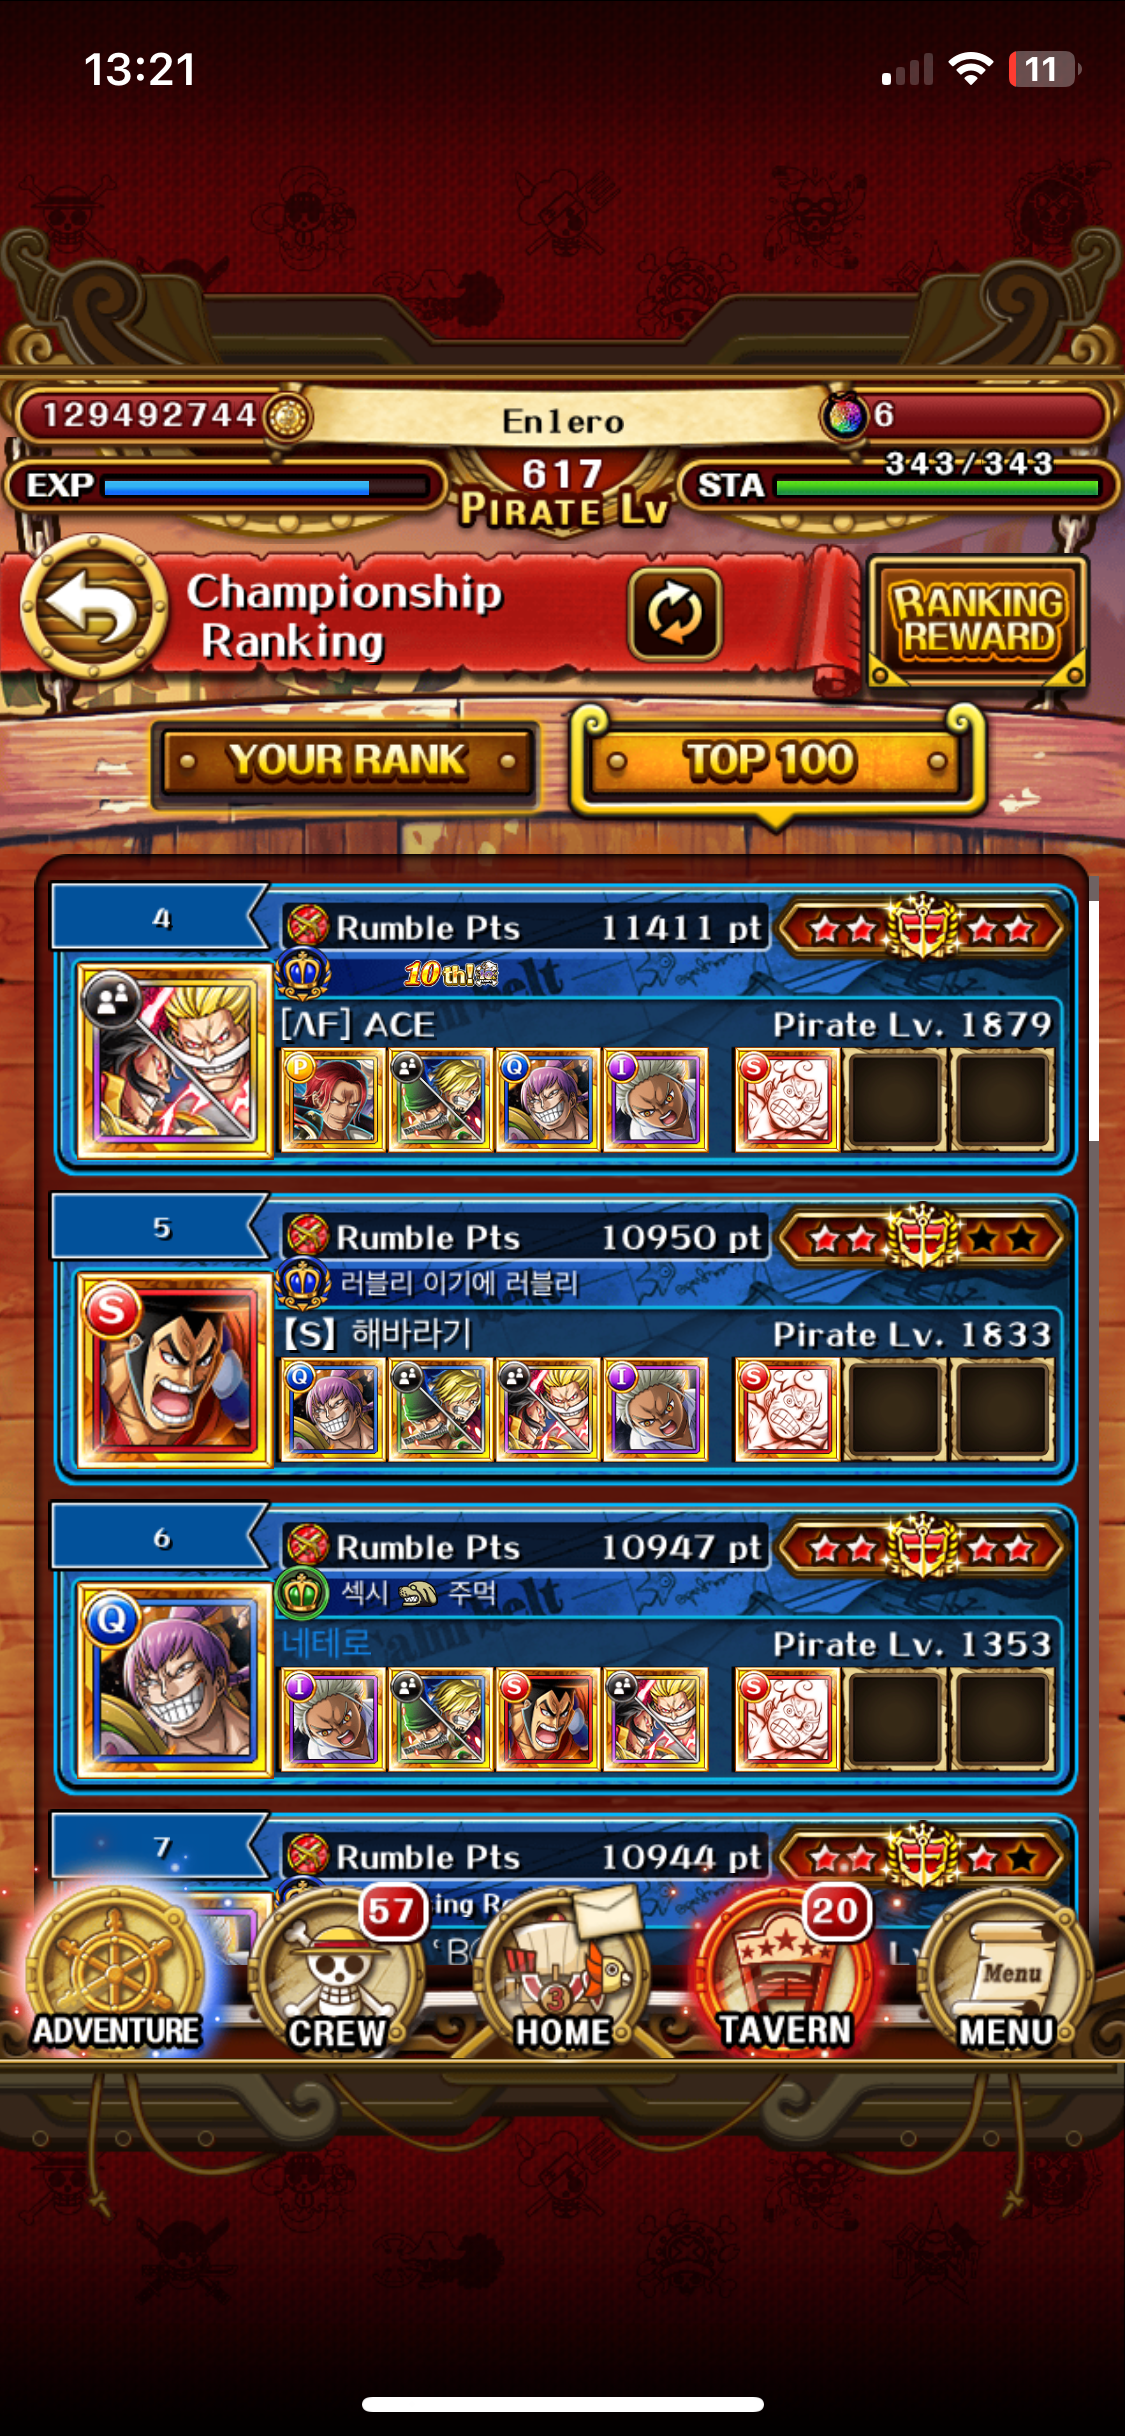 13:21
11
129492744
En1ero
6
EXP
617
PIRATE Lv
STA
343/343
Championship
Ranking
RANKING
REWARD
YOUR RANK
TOP 100
4
Rumble Pts 11411 pt
10th!
[ΛF] ACE
Pirate Lv. 1879
P
Q
I
S
5
Rumble Pts 10950 pt
러블리 이기에 러블리
S
【S】해바라기
Pirate Lv. 1833
Q
I
S
6
Rumble Pts 10947 pt
섹시 주먹
Q
네테로
Pirate Lv. 1353
I
S
S
7
Rumble Pts 10944 pt
57
20
3
Menu
ADVENTURE
CREW
HOME
TAVERN
MENU